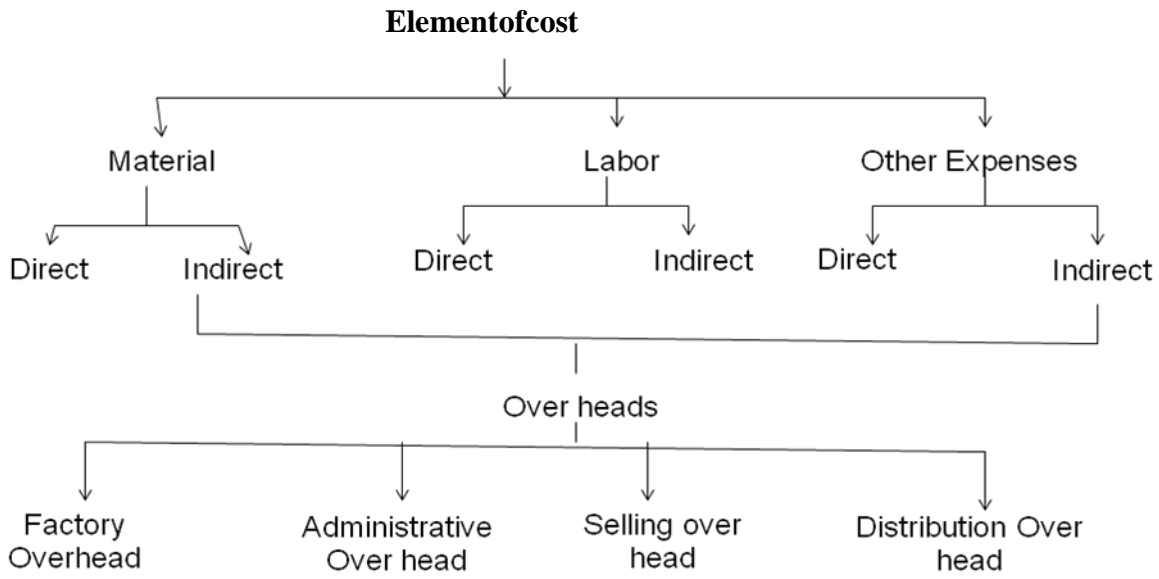 Elementofcost
Material
Labor
Other Expenses
Direct
Indirect
Direct
Indirect
Direct
Indirect
Over heads
Factory
Overhead
Administrative
Over head
Selling over
head
Distribution Over
head